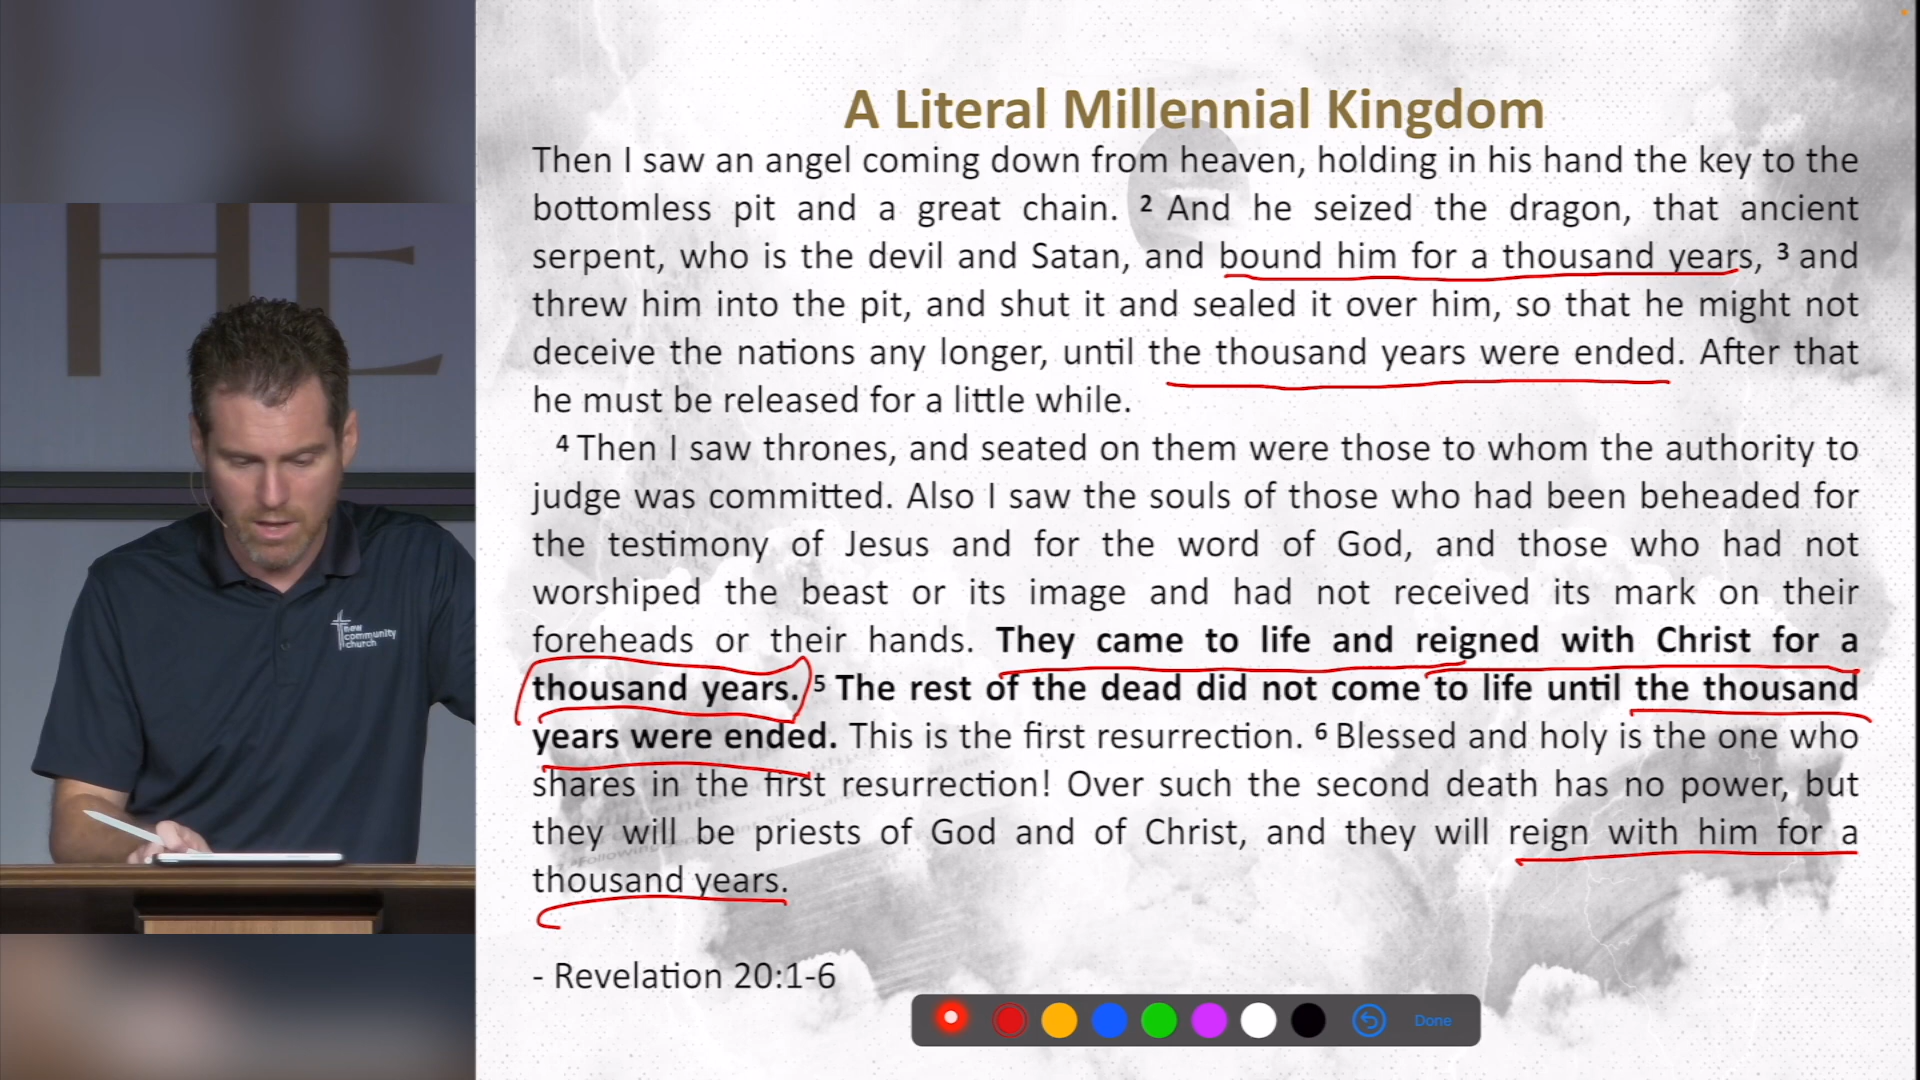 HE
new
community
church
A Literal Millennial Kingdom
Then I saw an angel coming down from heaven, holding in his hand the key to the
bottomless pit and a great chain. ² And he seized the dragon, that ancient
serpent, who is the devil and Satan, and bound him for a thousand years, ³ and
threw him into the pit, and shut it and sealed it over him, so that he might not
deceive the nations any longer, until the thousand years were ended. After that
he must be released for a little while.
⁴ Then I saw thrones, and seated on them were those to whom the authority to
judge was committed. Also I saw the souls of those who had been beheaded for
the testimony of Jesus and for the word of God, and those who had not
worshiped the beast or its image and had not received its mark on their
foreheads or their hands. They came to life and reigned with Christ for a
thousand years. ⁵ The rest of the dead did not come to life until the thousand
years were ended. This is the first resurrection. ⁶ Blessed and holy is the one who
shares in the first resurrection! Over such the second death has no power, but
they will be priests of God and of Christ, and they will reign with him for a
thousand years.
- Revelation 20:1-6
Done